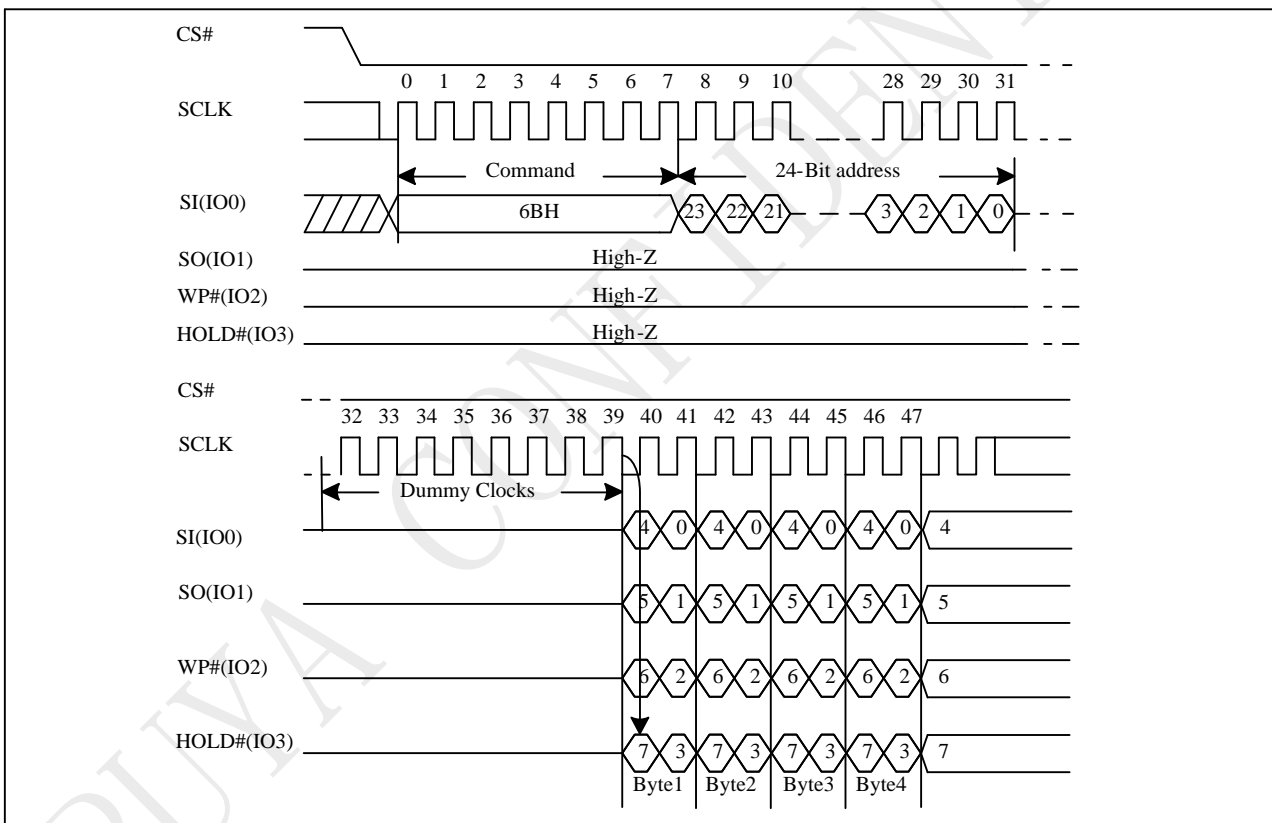 CS#
0 1 2 3 4 5 6 7 8 9 10 28 29 30 31
SCLK
Command 24-Bit address
SI(IO0) 6BH 23 22 21 3 2 1 0
SO(IO1) High-Z
WP#(IO2) High-Z
HOLD#(IO3) High-Z
CS#
32 33 34 35 36 37 38 39 40 41 42 43 44 45 46 47
SCLK
Dummy Clocks
SI(IO0) 4 0 4 0 4 0 4 0 4
SO(IO1) 5 1 5 1 5 1 5 1 5
WP#(IO2) 6 2 6 2 6 2 6 2 6
HOLD#(IO3) 7 3 7 3 7 3 7 3 7
Byte1 Byte2 Byte3 Byte4
PUYA CONFIDEN